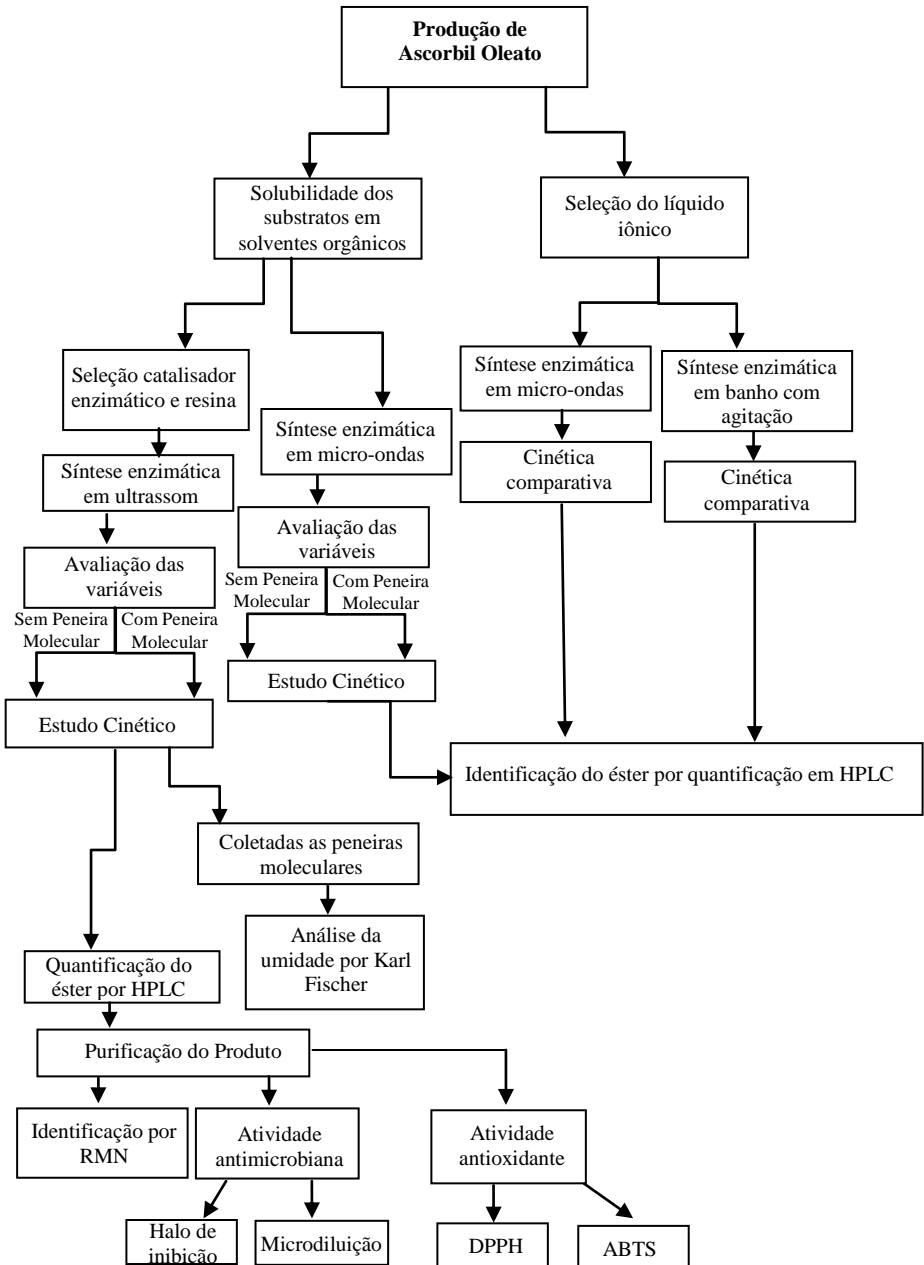 Produção de
Ascorbil Oleato
Solubilidade dos
substratos em
solventes orgânicos
Seleção do líquido
iônico
Seleção catalisador
enzimático e resina
Síntese enzimática
em micro-ondas
Síntese enzimática
em micro-ondas
Síntese enzimática
em banho com
agitação
Síntese enzimática
em ultrassom
Cinética
comparativa
Cinética
comparativa
Avaliação das
variáveis
Avaliação das
variáveis
Sem Peneira
Molecular
Com Peneira
Molecular
Sem Peneira
Molecular
Com Peneira
Molecular
Estudo Cinético
Estudo Cinético
Identificação do éster por quantificação em HPLC
Coletadas as peneiras
moleculares
Análise da
umidade por Karl
Fischer
Quantificação do
éster por HPLC
Purificação do Produto
Identificação por
RMN
Atividade
antimicrobiana
Atividade
antioxidante
Halo de
inibição
Microdiluição
DPPH
ABTS